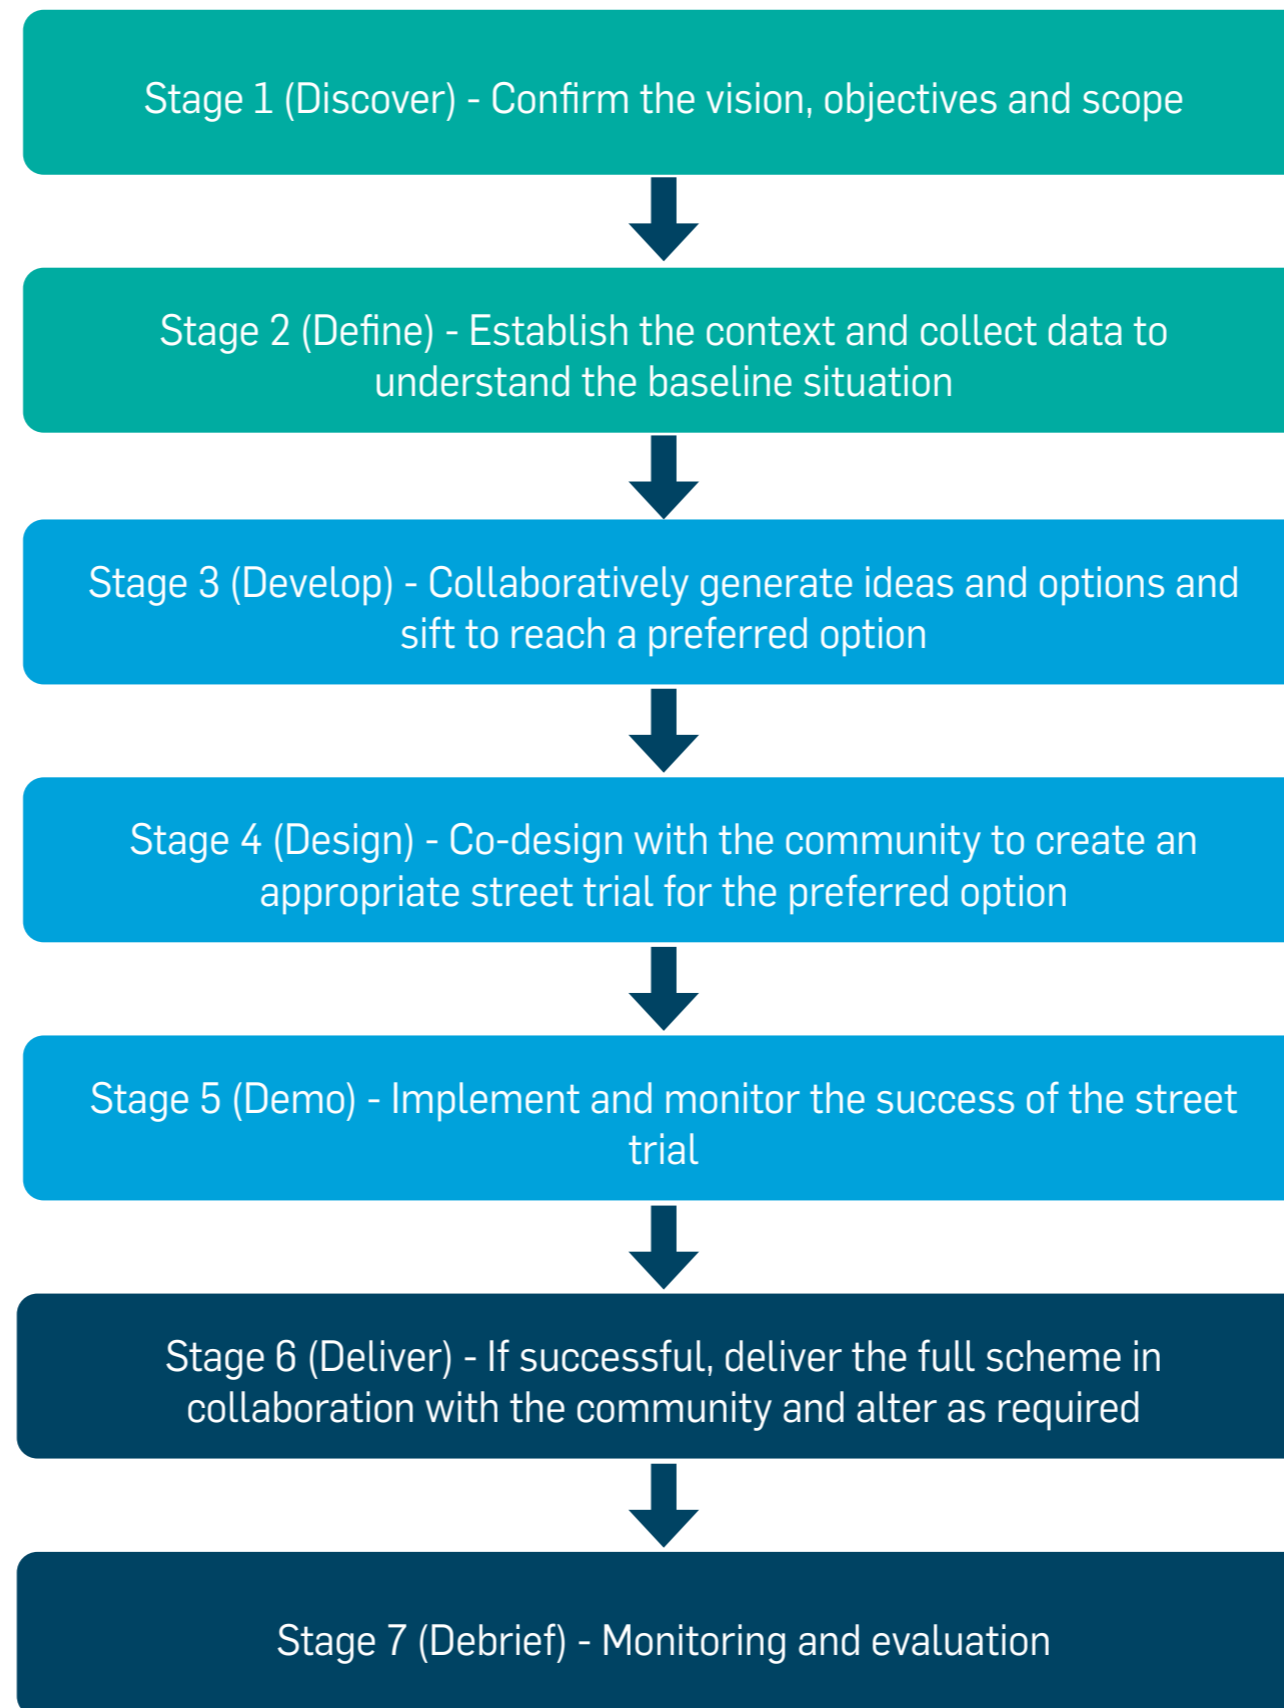 Stage 1 (Discover) - Confirm the vision, objectives and scope
Stage 2 (Define) - Establish the context and collect data to
understand the baseline situation
Stage 3 (Develop) - Collaboratively generate ideas and options and
sift to reach a preferred option
Stage 4 (Design) - Co-design with the community to create an
appropriate street trial for the preferred option
Stage 5 (Demo) - Implement and monitor the success of the street
trial
Stage 6 (Deliver) - If successful, deliver the full scheme in
collaboration with the community and alter as required
Stage 7 (Debrief) - Monitoring and evaluation